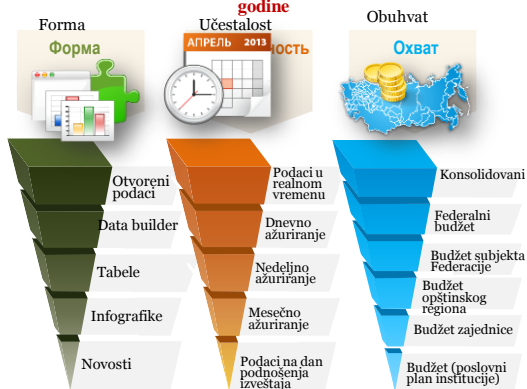 godine
Forma
Форма
Otvoreni
podaci
Data builder
Tabele
Infografike
Novosti
Učestalost
АПРЕЛЬ 2013
ность
Podaci u
realnom
vremenu
Dnevno
ažuriranje
Nedeljno
ažuriranje
Mesečno
ažuriranje
Podaci na dan
podnošenja
izveštaja
Obuhvat
Охват
Konsolidovani
Federalni
budžet
Budžet subjekta
Federacije
Budžet
opštinskog
regiona
Budžet zajednice
Budžet (poslovni
plan institucije)